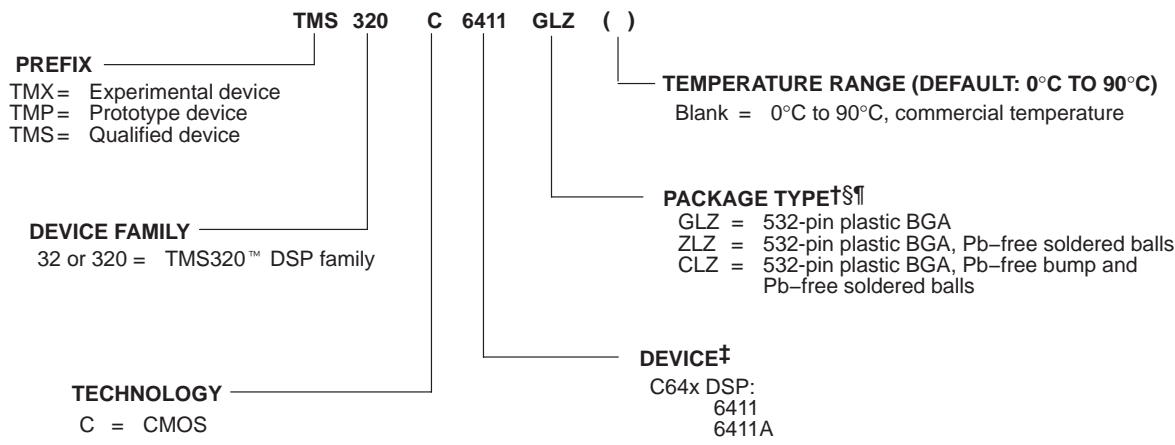 TMS 320 C 6411 GLZ ( )
PREFIX
TMX = Experimental device
TMP = Prototype device
TMS = Qualified device
TEMPERATURE RANGE (DEFAULT: 0°C TO 90°C)
Blank = 0°C to 90°C, commercial temperature
DEVICE FAMILY
32 or 320 = TMS320™ DSP family
PACKAGE TYPE†§¶
GLZ = 532-pin plastic BGA
ZLZ = 532-pin plastic BGA, Pb−free soldered balls
CLZ = 532-pin plastic BGA, Pb−free bump and
Pb−free soldered balls
TECHNOLOGY
C = CMOS
DEVICE‡
C64x DSP:
6411
6411A